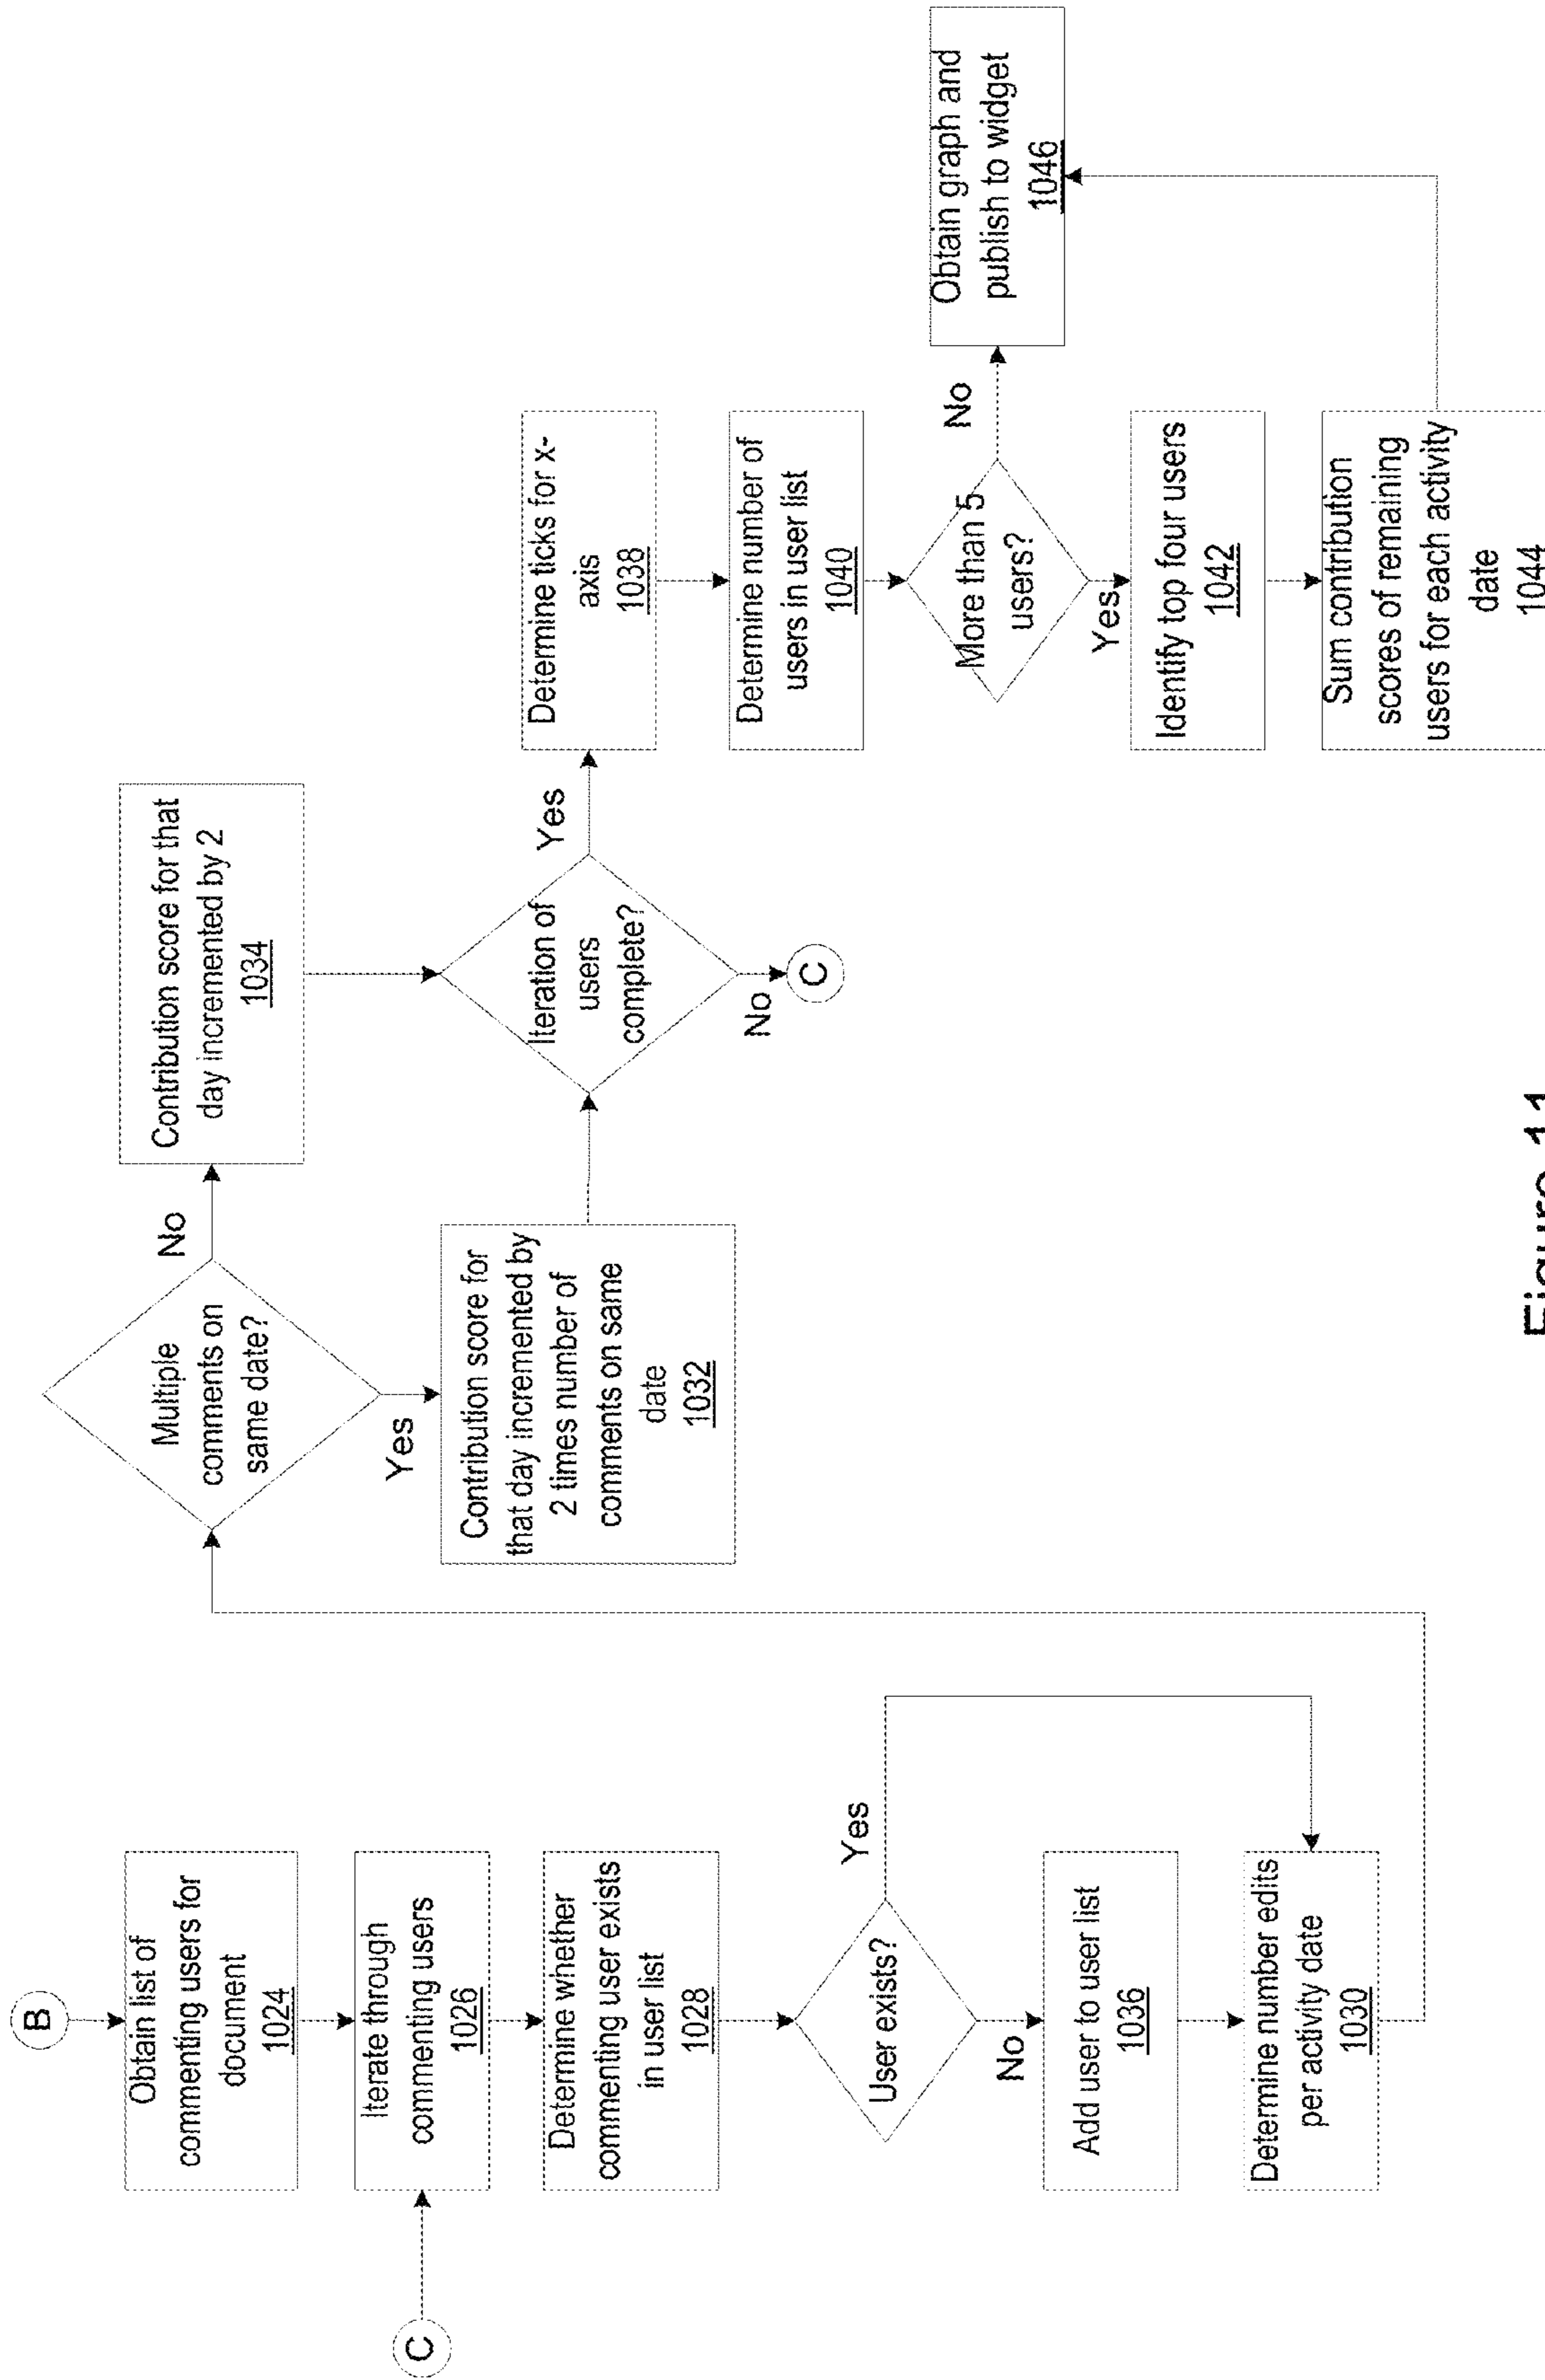 B
Obtain list of
commenting users for
document
1024
C
Iterate through
commenting users
1026
Determine whether
commenting user exists
in user list
1028
User exists?
Yes
No
Add user to user list
1036
Determine number edits
per activity date
1030
Multiple
comments on
same date?
No
Yes
Contribution score for that
day incremented by 2
1034
Contribution score for
that day incremented by
2 times number of
comments on same
date
1032
Iteration of
users
complete?
Yes
No
C
Determine ticks for x-
axis
1038
Determine number of
users in user list
1040
More than 5
users?
No
Yes
Identify top four users
1042
Sum contribution
scores of remaining
users for each activity
date
1044
Obtain graph and
publish to widget
1046
Figure 11